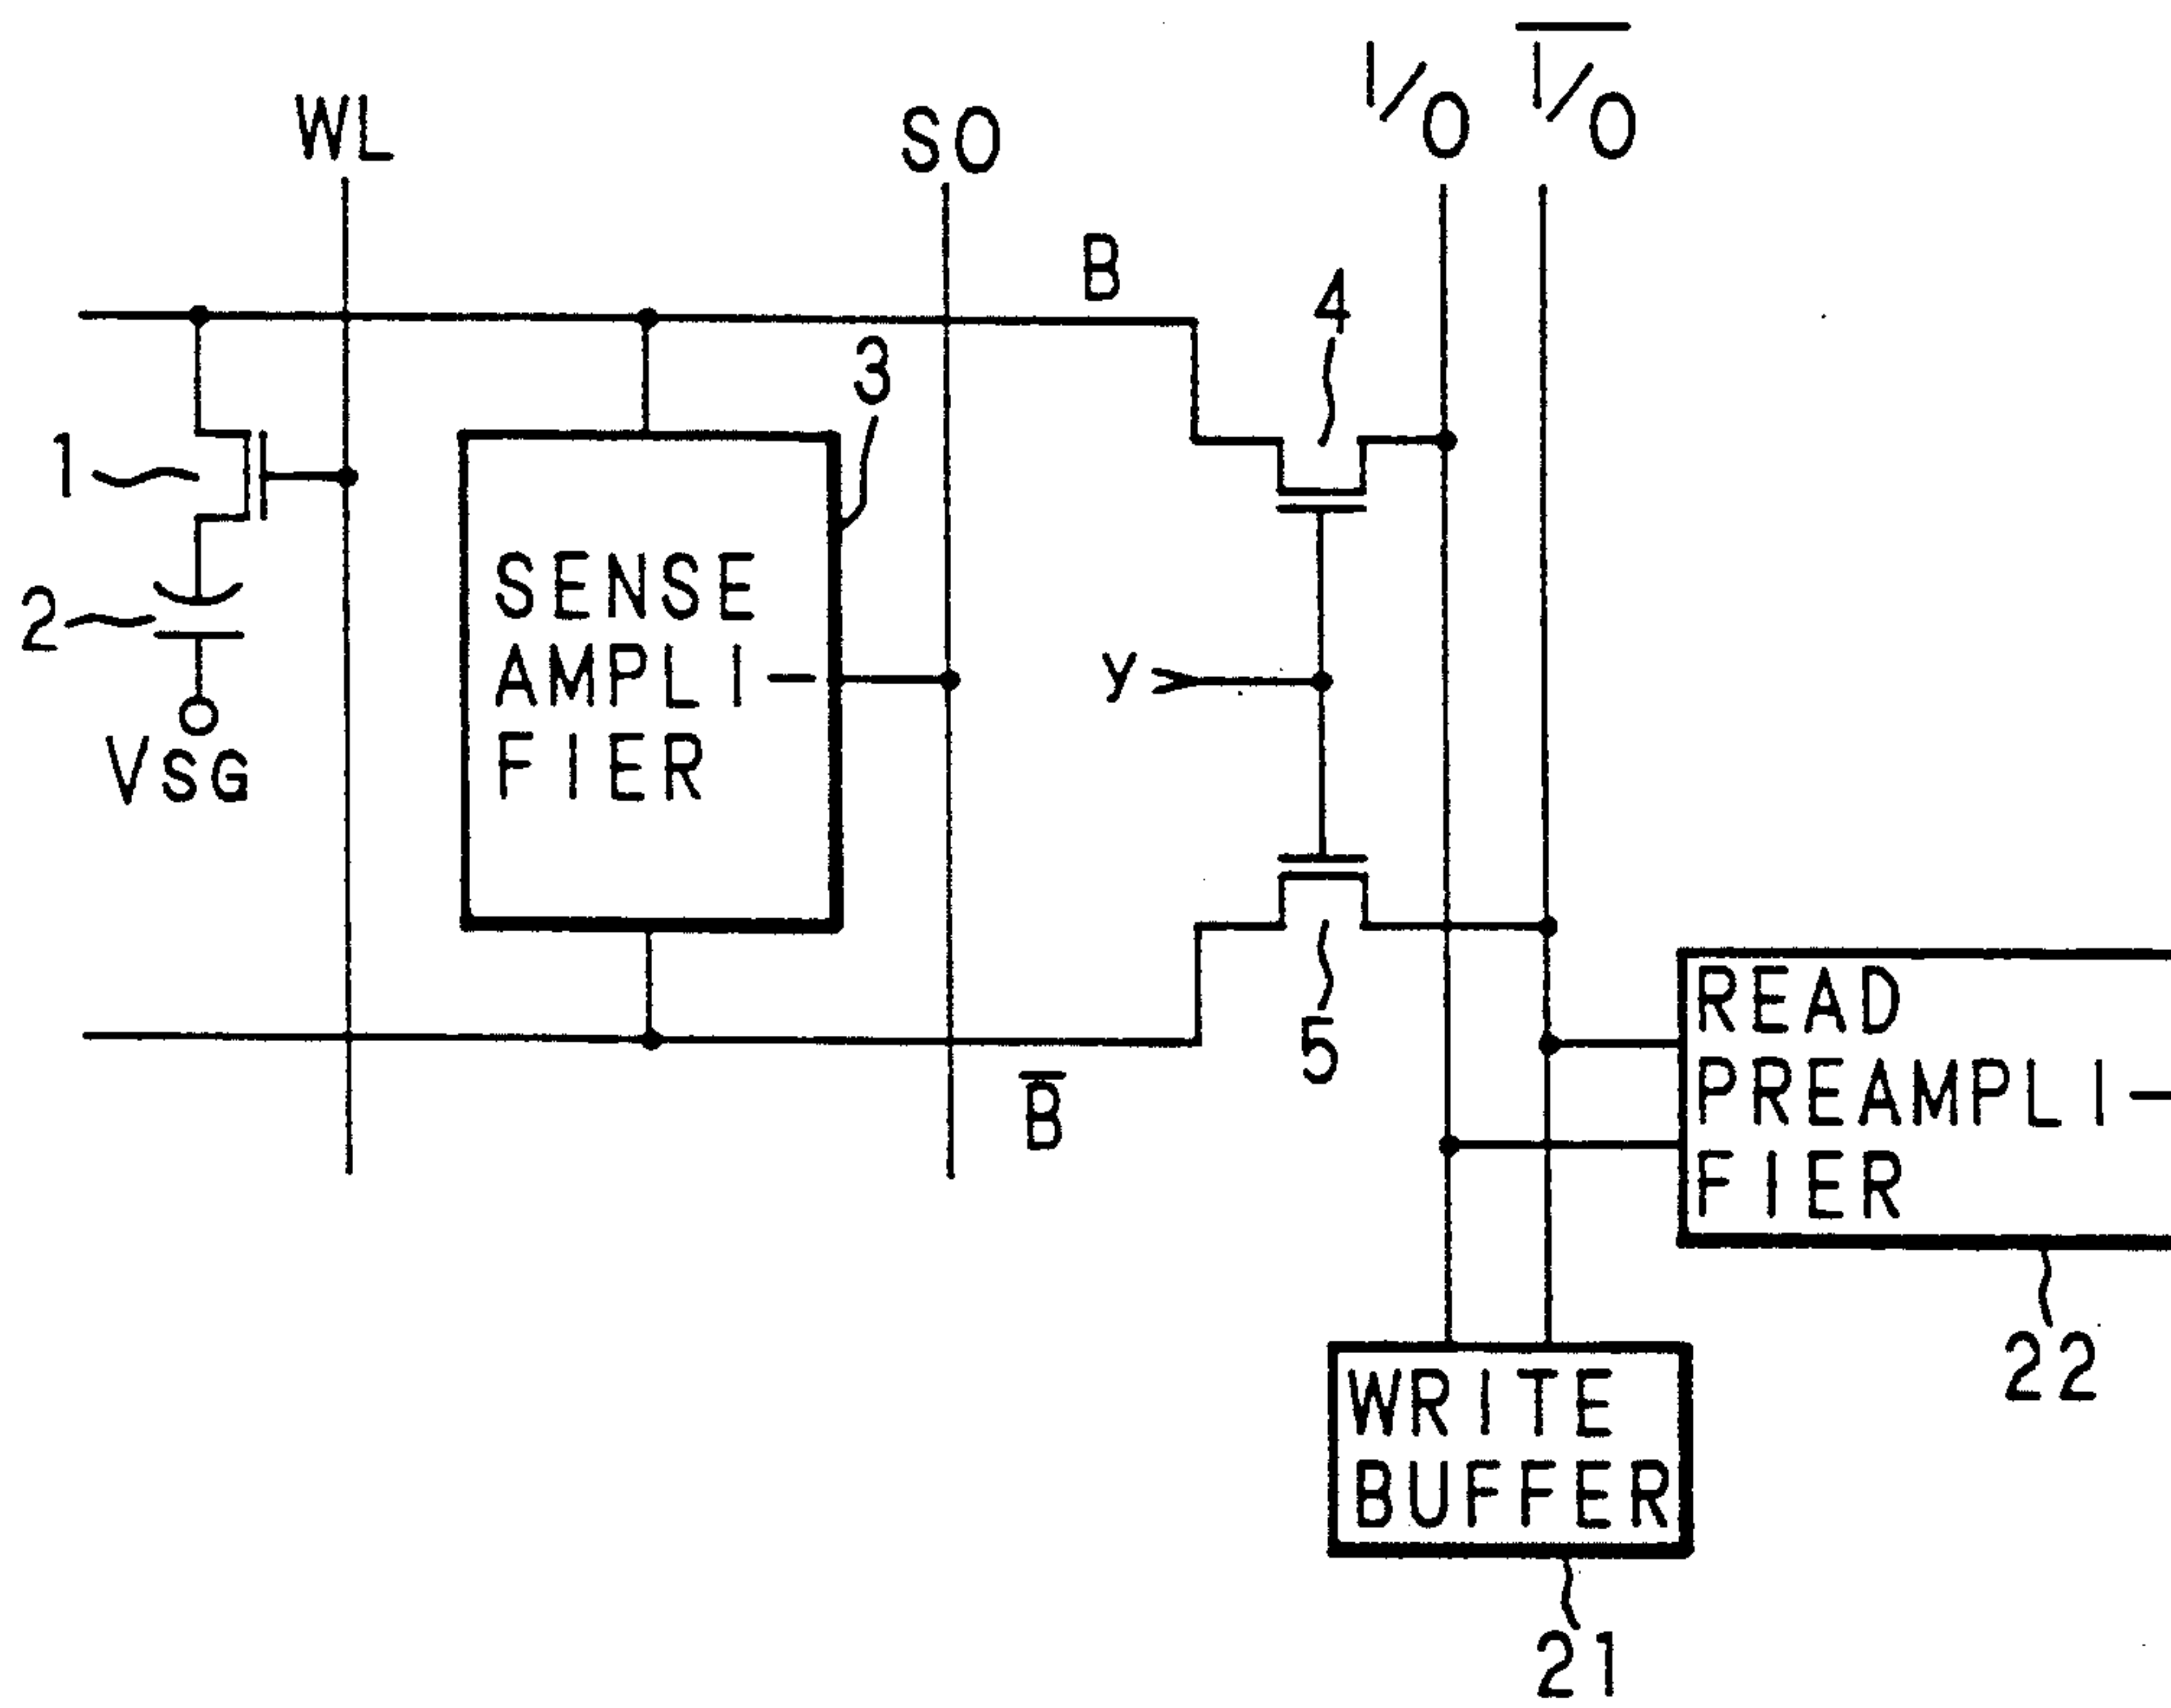 WL
SO
I/O
I/O
B
4
3
1
SENSE
AMPLI-
FIER
2
y
VSG
5
B
READ
PREAMPLI-
FIER
22
WRITE
BUFFER
21